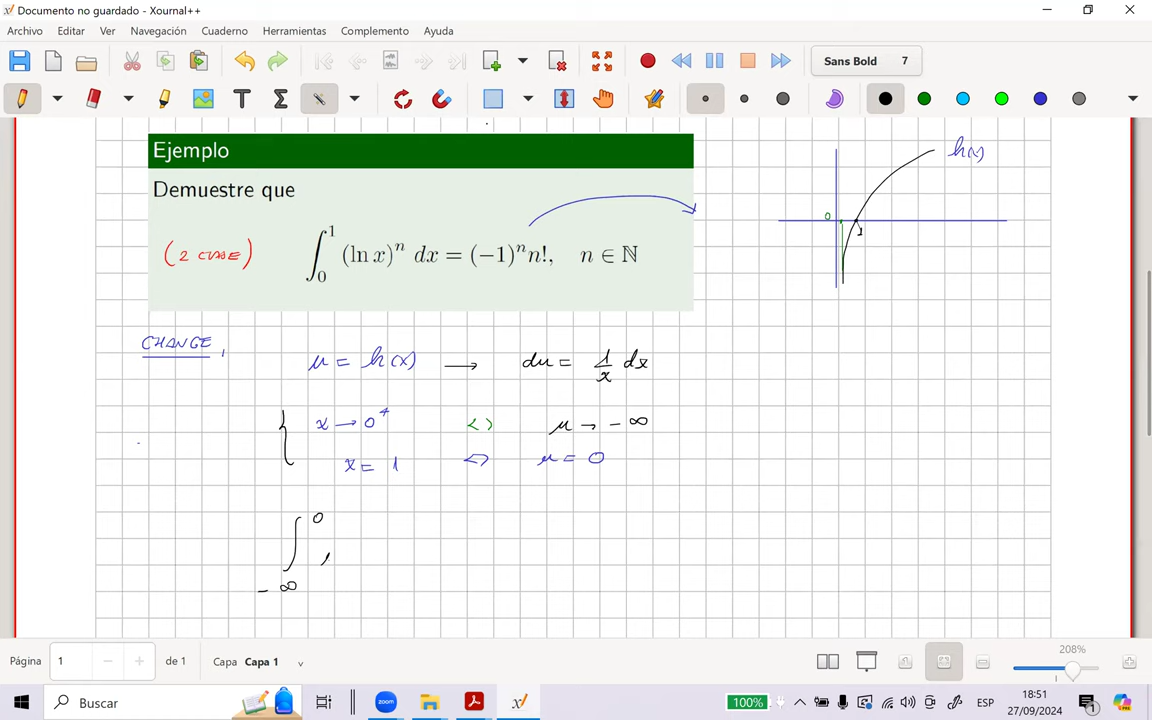 Documento no guardado - Xournal++
Archivo Editar Ver Navegación Cuaderno Herramientas Complemento Ayuda
Sans Bold 7
Ejemplo
Demuestre que
(2 CLASE) ∫₀¹ (ln x)ⁿ dx = (−1)ⁿ n!, n ∈ ℕ
ln(x)
0
1
CHANGE,
u = ln(x) → du = 1/x dx
x → 0⁺ <> u → -∞
x = 1 <> u = 0
∫ 0
-∞
Página 1 de 1 Capa Capa 1 208%
Buscar zoom 100% ESP 18:51
27/09/2024